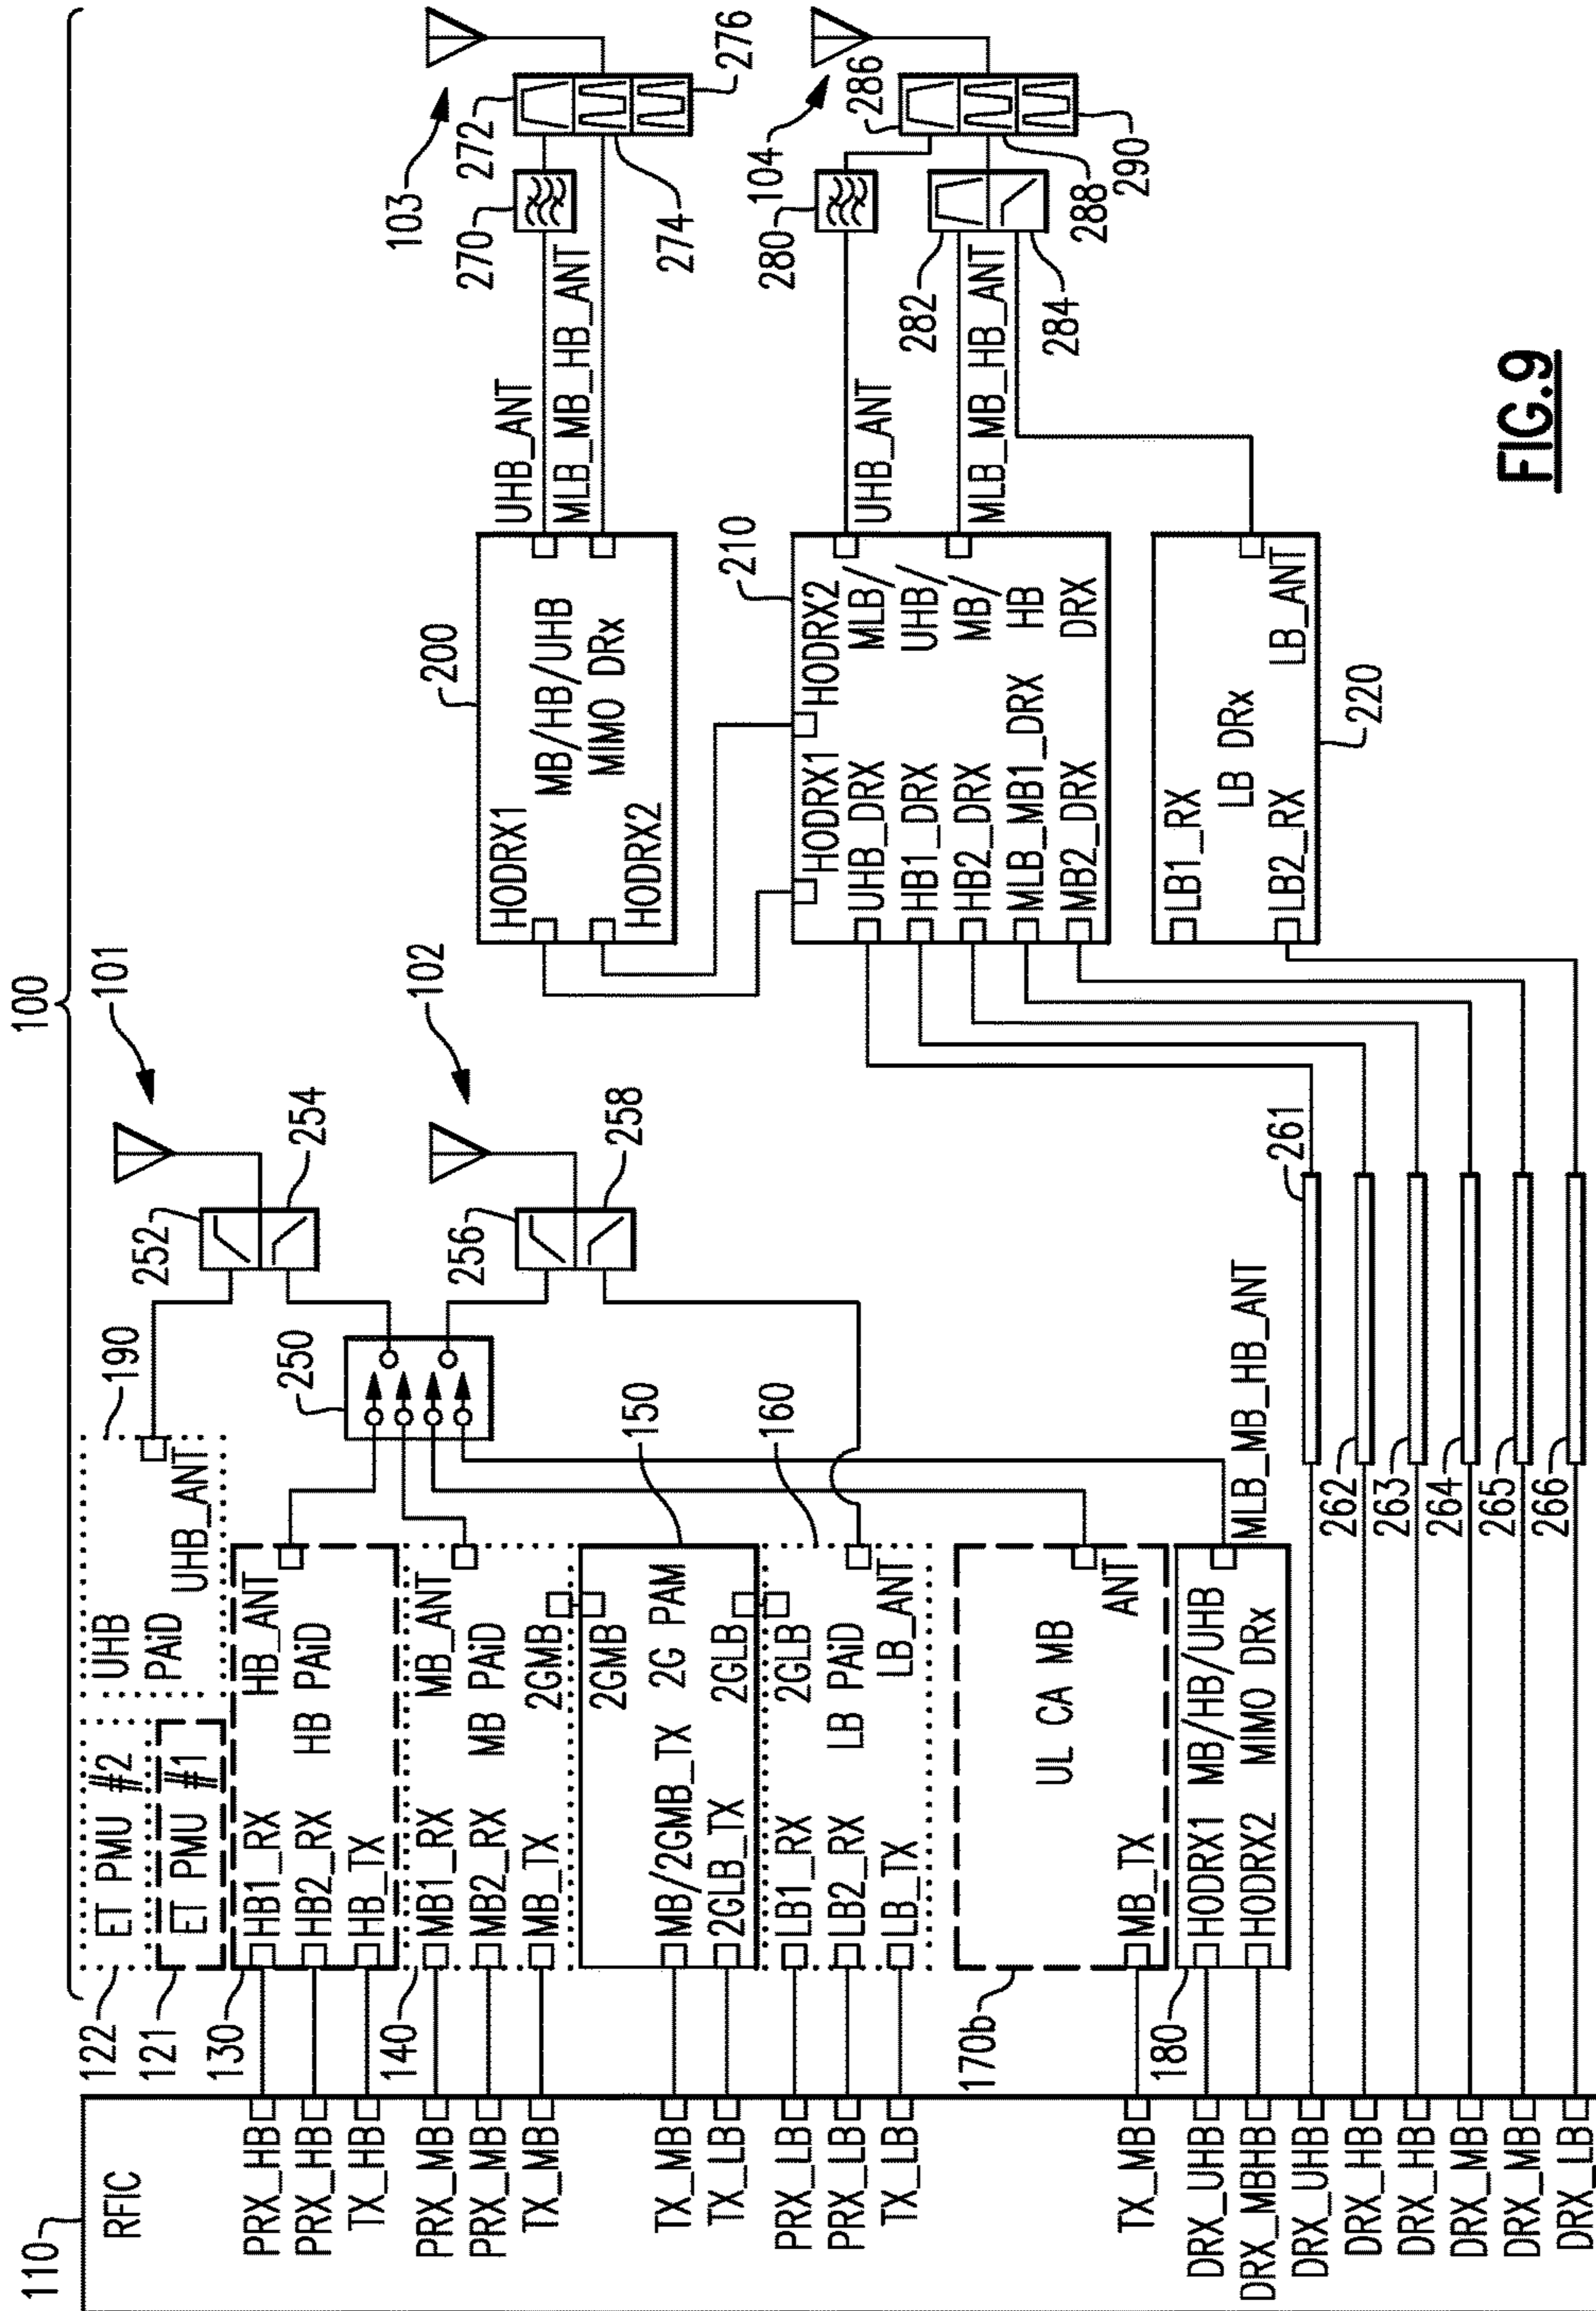 100
110
RFIC
PRX_HB
PRX_HB
TX_HB
PRX_MB
PRX_MB
TX_MB
TX_MB
TX_LB
PRX_LB
PRX_LB
TX_LB
TX_MB
DRX_UHB
DRX_MBHB
DRX_UHB
DRX_HB
DRX_HB
DRX_MB
DRX_MB
DRX_LB
122
ET PMU #2
121
ET PMU #1
190
UHB
PAiD
UHB_ANT
130
HB1_RX
HB2_RX
HB_TX
HB PAiD
HB_ANT
140
MB1_RX
MB2_RX
MB_TX
MB PAiD
MB_ANT
2GMB
150
2GMB
MB/2GMB_TX
2G PAM
2GLB_TX
2GLB
160
2GLB
LB1_RX
LB2_RX
LB_TX
LB PAiD
LB_ANT
170b
UL CA MB
MB_TX
ANT
180
HODRX1
HODRX2
MB/HB/UHB
MIMO DRx
MLB_MB_HB_ANT
250
252
254
101
256
258
102
261
262
263
264
265
266
200
HODRX1
HODRX2
MB/HB/UHB
MIMO DRx
UHB_ANT
MLB_MB_HB_ANT
210
HODRX1
HODRX2
UHB_DRX
HB1_DRX
HB2_DRX
MLB_MB1_DRX
MB2_DRX
MLB/
UHB/
MB/
HB
DRX
UHB_ANT
MLB_MB_HB_ANT
220
LB1_RX
LB2_RX
LB DRx
LB_ANT
103
270
272
274
276
104
280
282
284
286
288
290
FIG.9